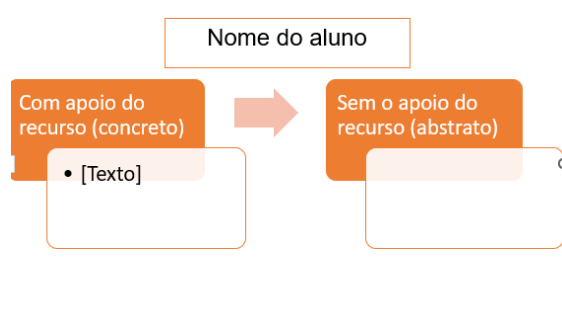 Nome do aluno
Com apoio do
recurso (concreto)
Sem o apoio do
recurso (abstrato)
• [Texto]